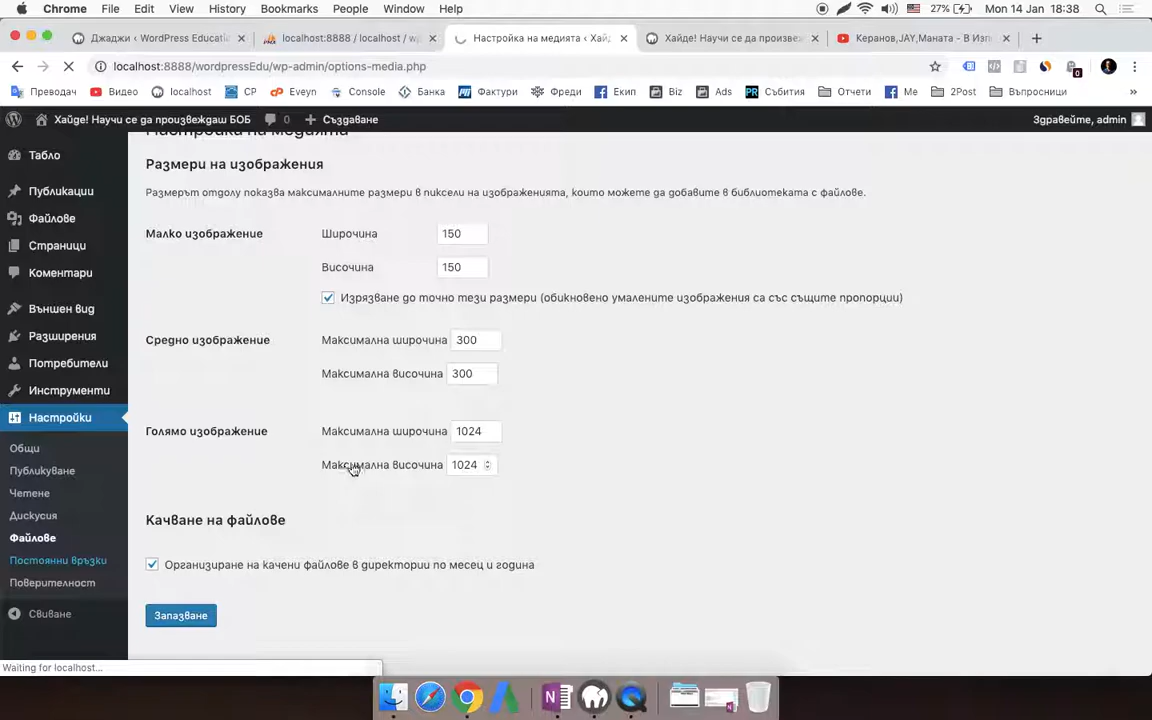 Chrome File Edit View History Bookmarks People Window Help 27% Mon 14 Jan 18:38
Джаджи ‹ WordPress Educati localhost:8888 / localhost / wp Настройка на медията ‹ Хайд Хайде! Научи се да произвеж Керанов,JAY,Маната - В Изп
localhost:8888/wordpressEdu/wp-admin/options-media.php
Преводач Видео localhost CP Eveyn Console Банка Фактури Фреди Екип Biz Ads Събития Отчети Me 2Post Въпросници »
Хайде! Научи се да произвеждаш БОБ 0 Създаване Здравейте, admin
Настройка на медията
Табло
Публикации
Файлове
Страници
Коментари
Външен вид
Разширения
Потребители
Инструменти
Настройки
Общи
Публикуване
Четене
Дискусия
Файлове
Постоянни връзки
Поверителност
Свиване
Размери на изображения
Размерът отдолу показва максималните размери в пиксели на изображенията, които можете да добавите в библиотеката с файлове.
Малко изображение Широчина 150
Височина 150
Изрязване до точно тези размери (обикновено умалените изображения са със същите пропорции)
Средно изображение Максимална широчина 300
Максимална височина 300
Голямо изображение Максимална широчина 1024
Максимална височина 1024
Качване на файлове
Организиране на качени файлове в директории по месец и година
Запазване
Waiting for localhost...